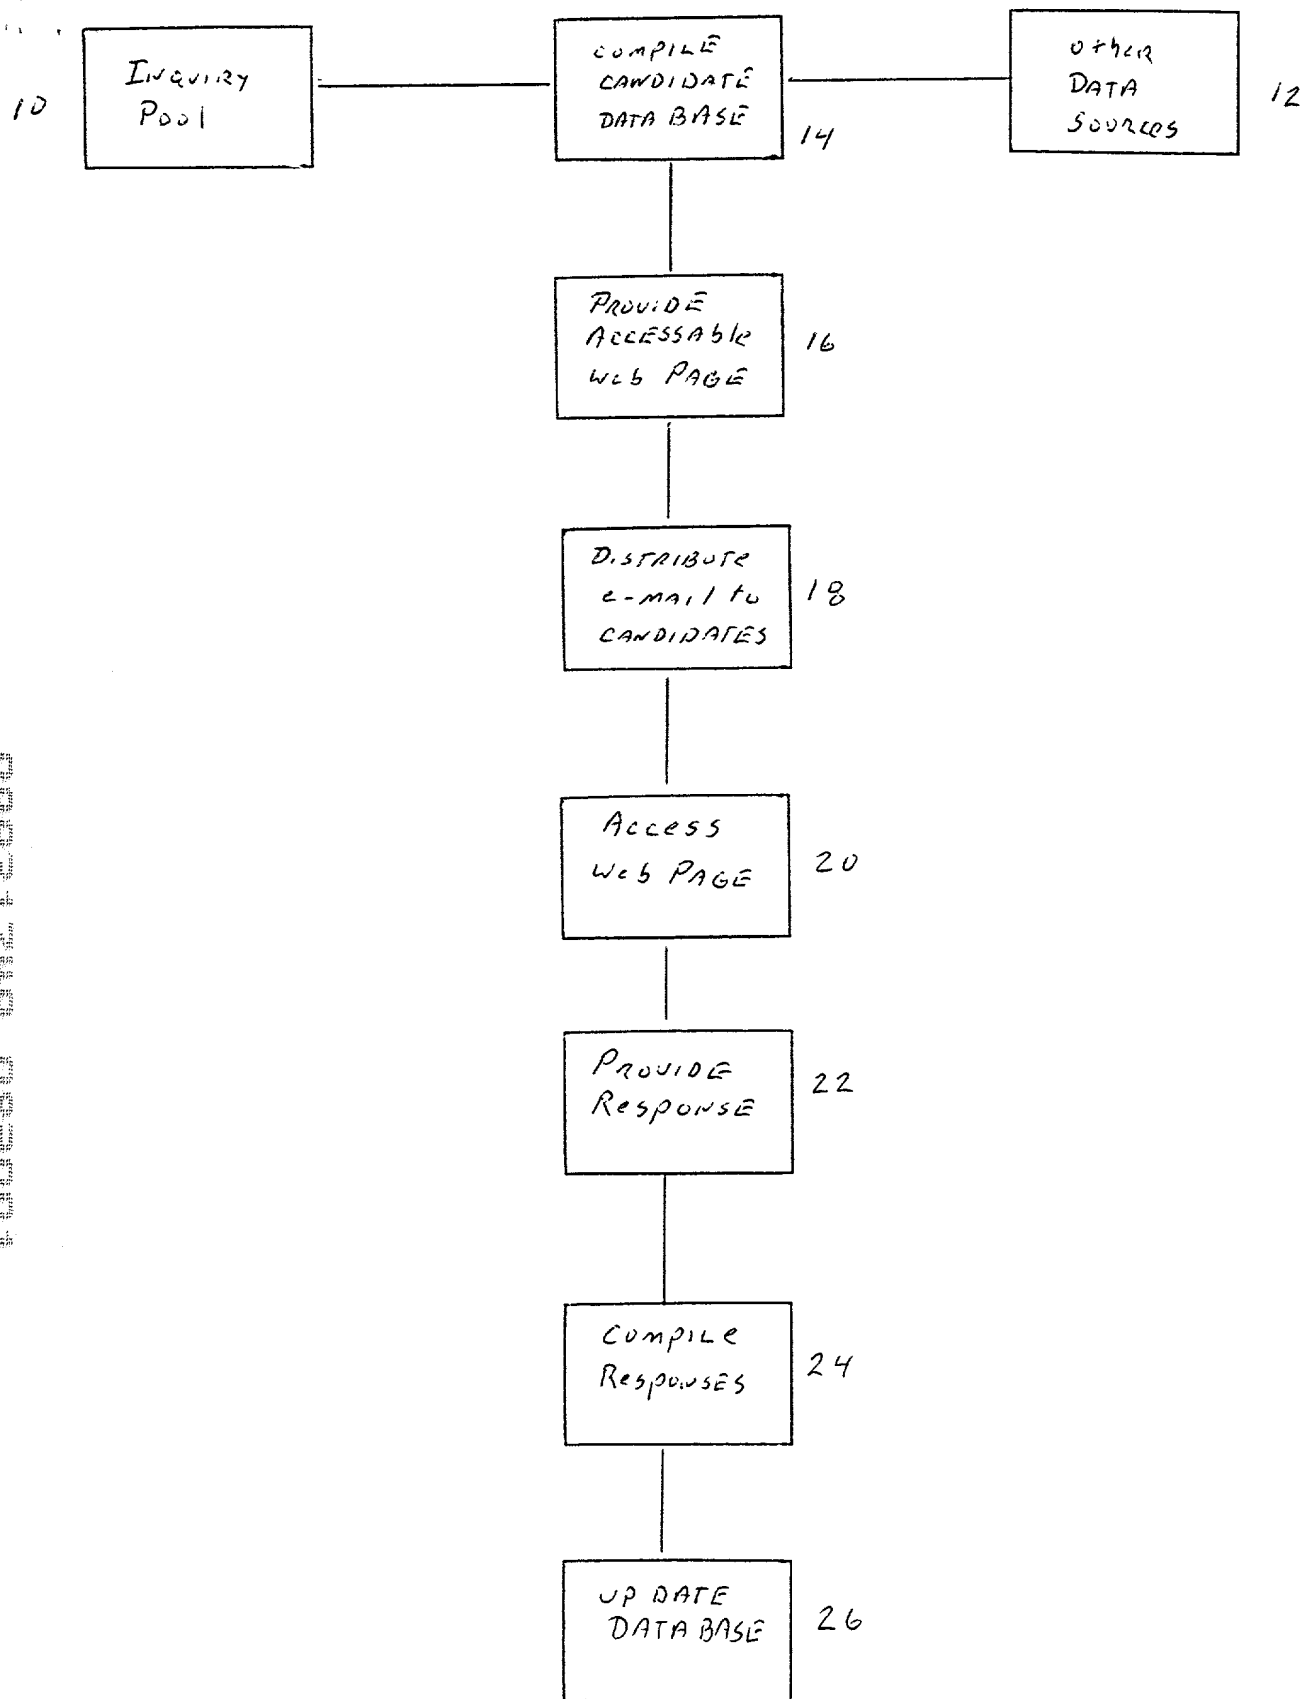 10
Inquiry
Pool
Compile
Candidate
Data Base
14
Other
Data
Sources
12
Provide
Accessable
Web Page
16
Distribute
e-mail to
Candidates
18
Access
Web Page
20
Provide
Response
22
Compile
Responses
24
Up Date
Data Base
26